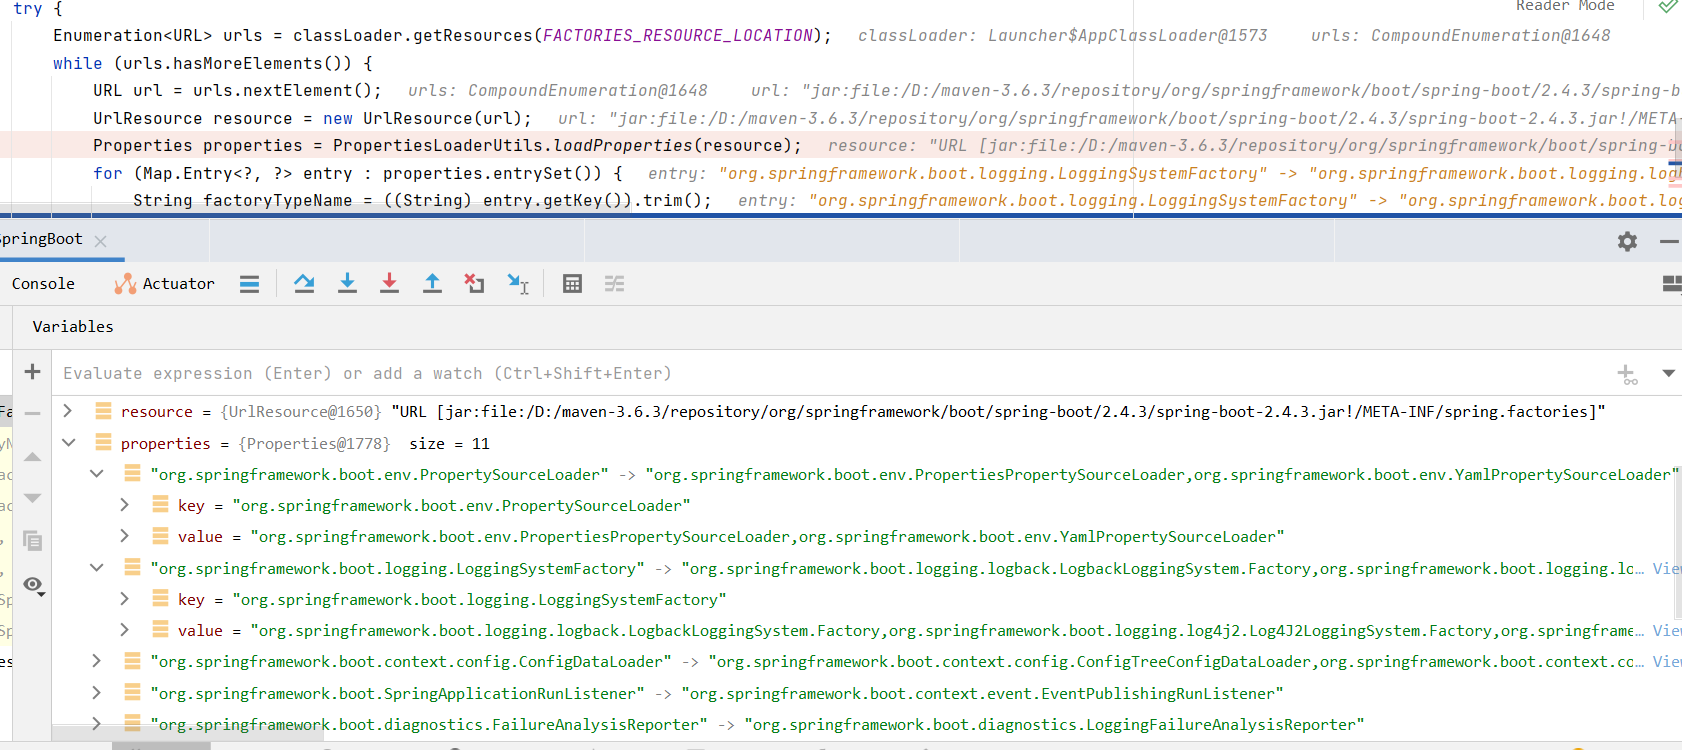 try {
Reader Mode
Enumeration<URL> urls = classLoader.getResources(FACTORIES_RESOURCE_LOCATION); classLoader: Launcher$AppClassLoader@1573 urls: CompoundEnumeration@1648
while (urls.hasMoreElements()) {
URL url = urls.nextElement(); urls: CompoundEnumeration@1648 url: "jar:file:/D:/maven-3.6.3/repository/org/springframework/boot/spring-boot/2.4.3/spring-b
UrlResource resource = new UrlResource(url); url: "jar:file:/D:/maven-3.6.3/repository/org/springframework/boot/spring-boot/2.4.3/spring-boot-2.4.3.jar!/META-
Properties properties = PropertiesLoaderUtils.loadProperties(resource); resource: "URL [jar:file:/D:/maven-3.6.3/repository/org/springframework/boot/spring-bo
for (Map.Entry<?, ?> entry : properties.entrySet()) { entry: "org.springframework.boot.logging.LoggingSystemFactory" -> "org.springframework.boot.logging.log
String factoryTypeName = ((String) entry.getKey()).trim(); entry: "org.springframework.boot.logging.LoggingSystemFactory" -> "org.springframework.boot.log
SpringBoot
Console Actuator
Variables
Evaluate expression (Enter) or add a watch (Ctrl+Shift+Enter)
resource = {UrlResource@1650} "URL [jar:file:/D:/maven-3.6.3/repository/org/springframework/boot/spring-boot/2.4.3/spring-boot-2.4.3.jar!/META-INF/spring.factories]"
properties = {Properties@1778} size = 11
"org.springframework.boot.env.PropertySourceLoader" -> "org.springframework.boot.env.PropertiesPropertySourceLoader,org.springframework.boot.env.YamlPropertySourceLoader"
key = "org.springframework.boot.env.PropertySourceLoader"
value = "org.springframework.boot.env.PropertiesPropertySourceLoader,org.springframework.boot.env.YamlPropertySourceLoader"
"org.springframework.boot.logging.LoggingSystemFactory" -> "org.springframework.boot.logging.logback.LogbackLoggingSystem.Factory,org.springframework.boot.logging.lo... View
key = "org.springframework.boot.logging.LoggingSystemFactory"
value = "org.springframework.boot.logging.logback.LogbackLoggingSystem.Factory,org.springframework.boot.logging.log4j2.Log4J2LoggingSystem.Factory,org.springframe... View
"org.springframework.boot.context.config.ConfigDataLoader" -> "org.springframework.boot.context.config.ConfigTreeConfigDataLoader,org.springframework.boot.context.co... View
"org.springframework.boot.SpringApplicationRunListener" -> "org.springframework.boot.context.event.EventPublishingRunListener"
"org.springframework.boot.diagnostics.FailureAnalysisReporter" -> "org.springframework.boot.diagnostics.LoggingFailureAnalysisReporter"